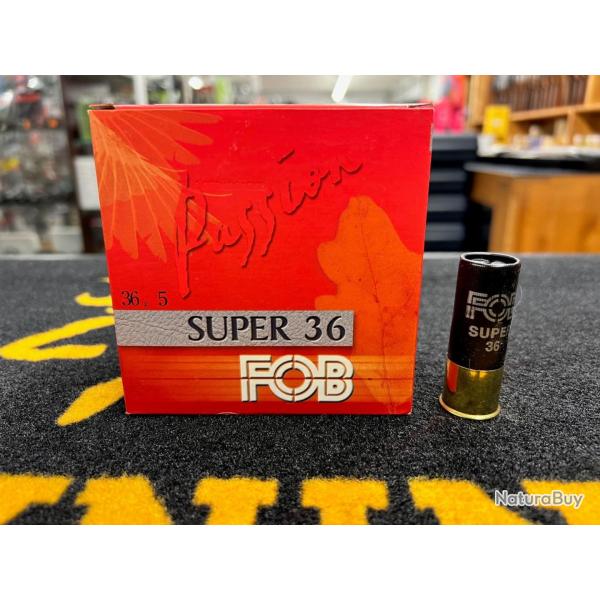 Passion
36, 5
SUPER 36
FOB
FOB
SUPER
36
NaturaBuy